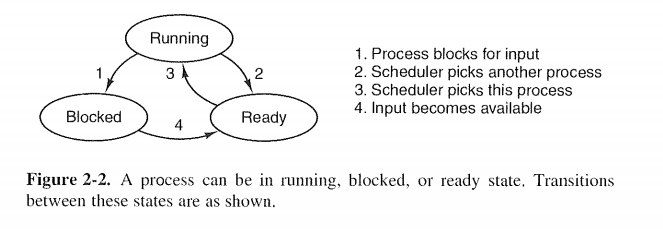 Running
1
3
2
Blocked
4
Ready
1. Process blocks for input
2. Scheduler picks another process
3. Scheduler picks this process
4. Input becomes available
Figure 2-2. A process can be in running, blocked, or ready state. Transitions
between these states are as shown.